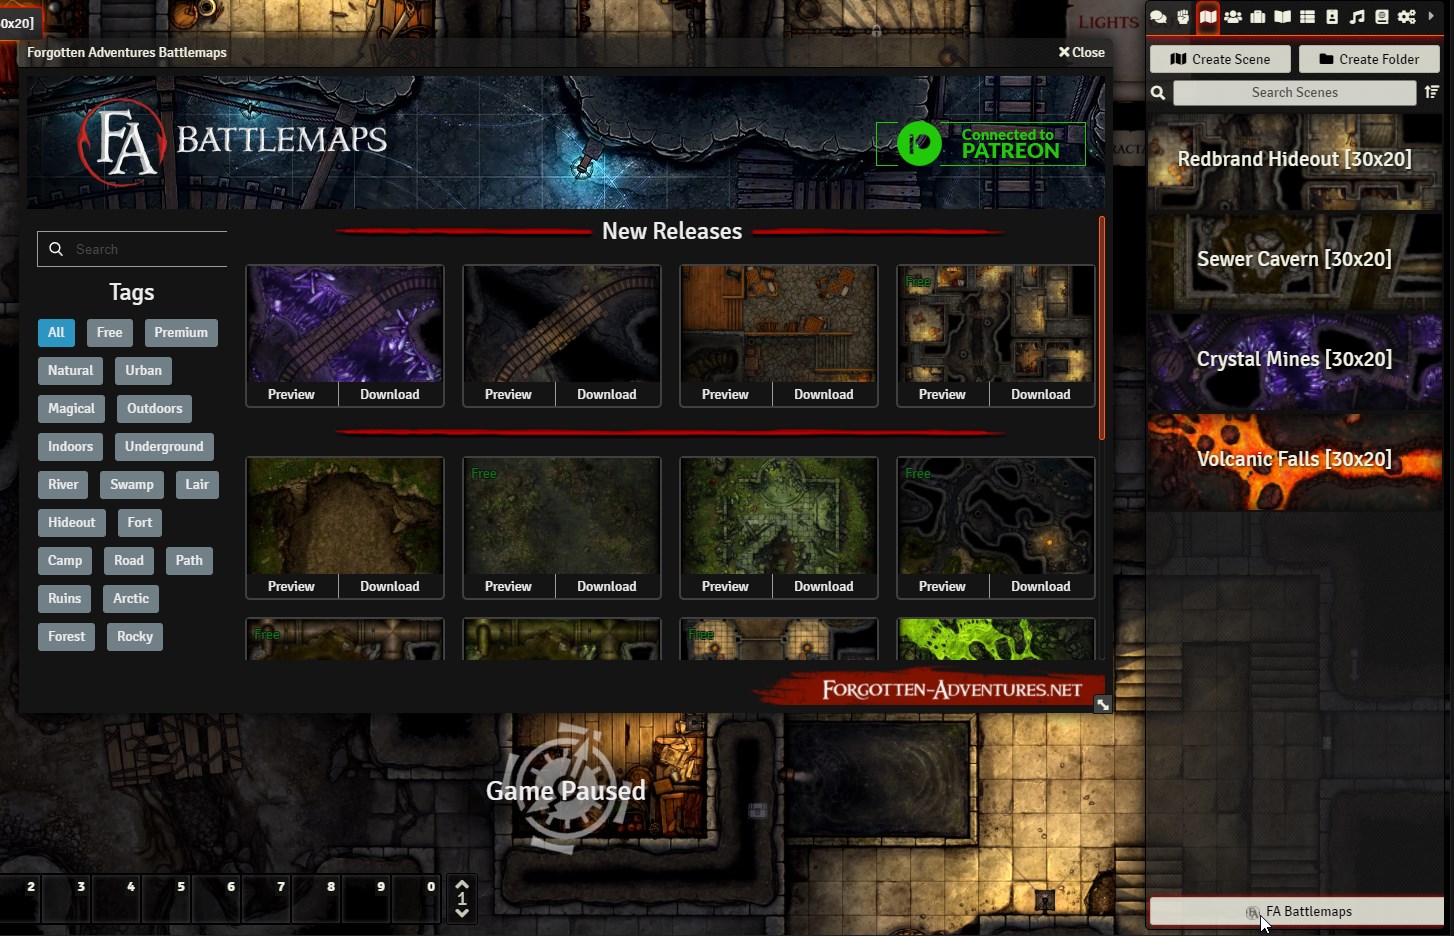 0x20]
LIGHTS
Forgotten Adventures Battlemaps
Close
FA BATTLEMAPS
Connected to
PATREON
Search
Tags
All Free Premium
Natural Urban
Magical Outdoors
Indoors Underground
River Swamp Lair
Hideout Fort
Camp Road Path
Ruins Arctic
Forest Rocky
New Releases
Free
Preview Download Preview Download Preview Download Preview Download
Free Free
Preview Download Preview Download Preview Download Preview Download
Free Free
FORGOTTEN-ADVENTURES.NET
Game Paused
2 3 4 5 6 7 8 9 0
1
Create Scene Create Folder
Search Scenes
Redbrand Hideout [30x20]
Sewer Cavern [30x20]
Crystal Mines [30x20]
Volcanic Falls [30x20]
FA Battlemaps